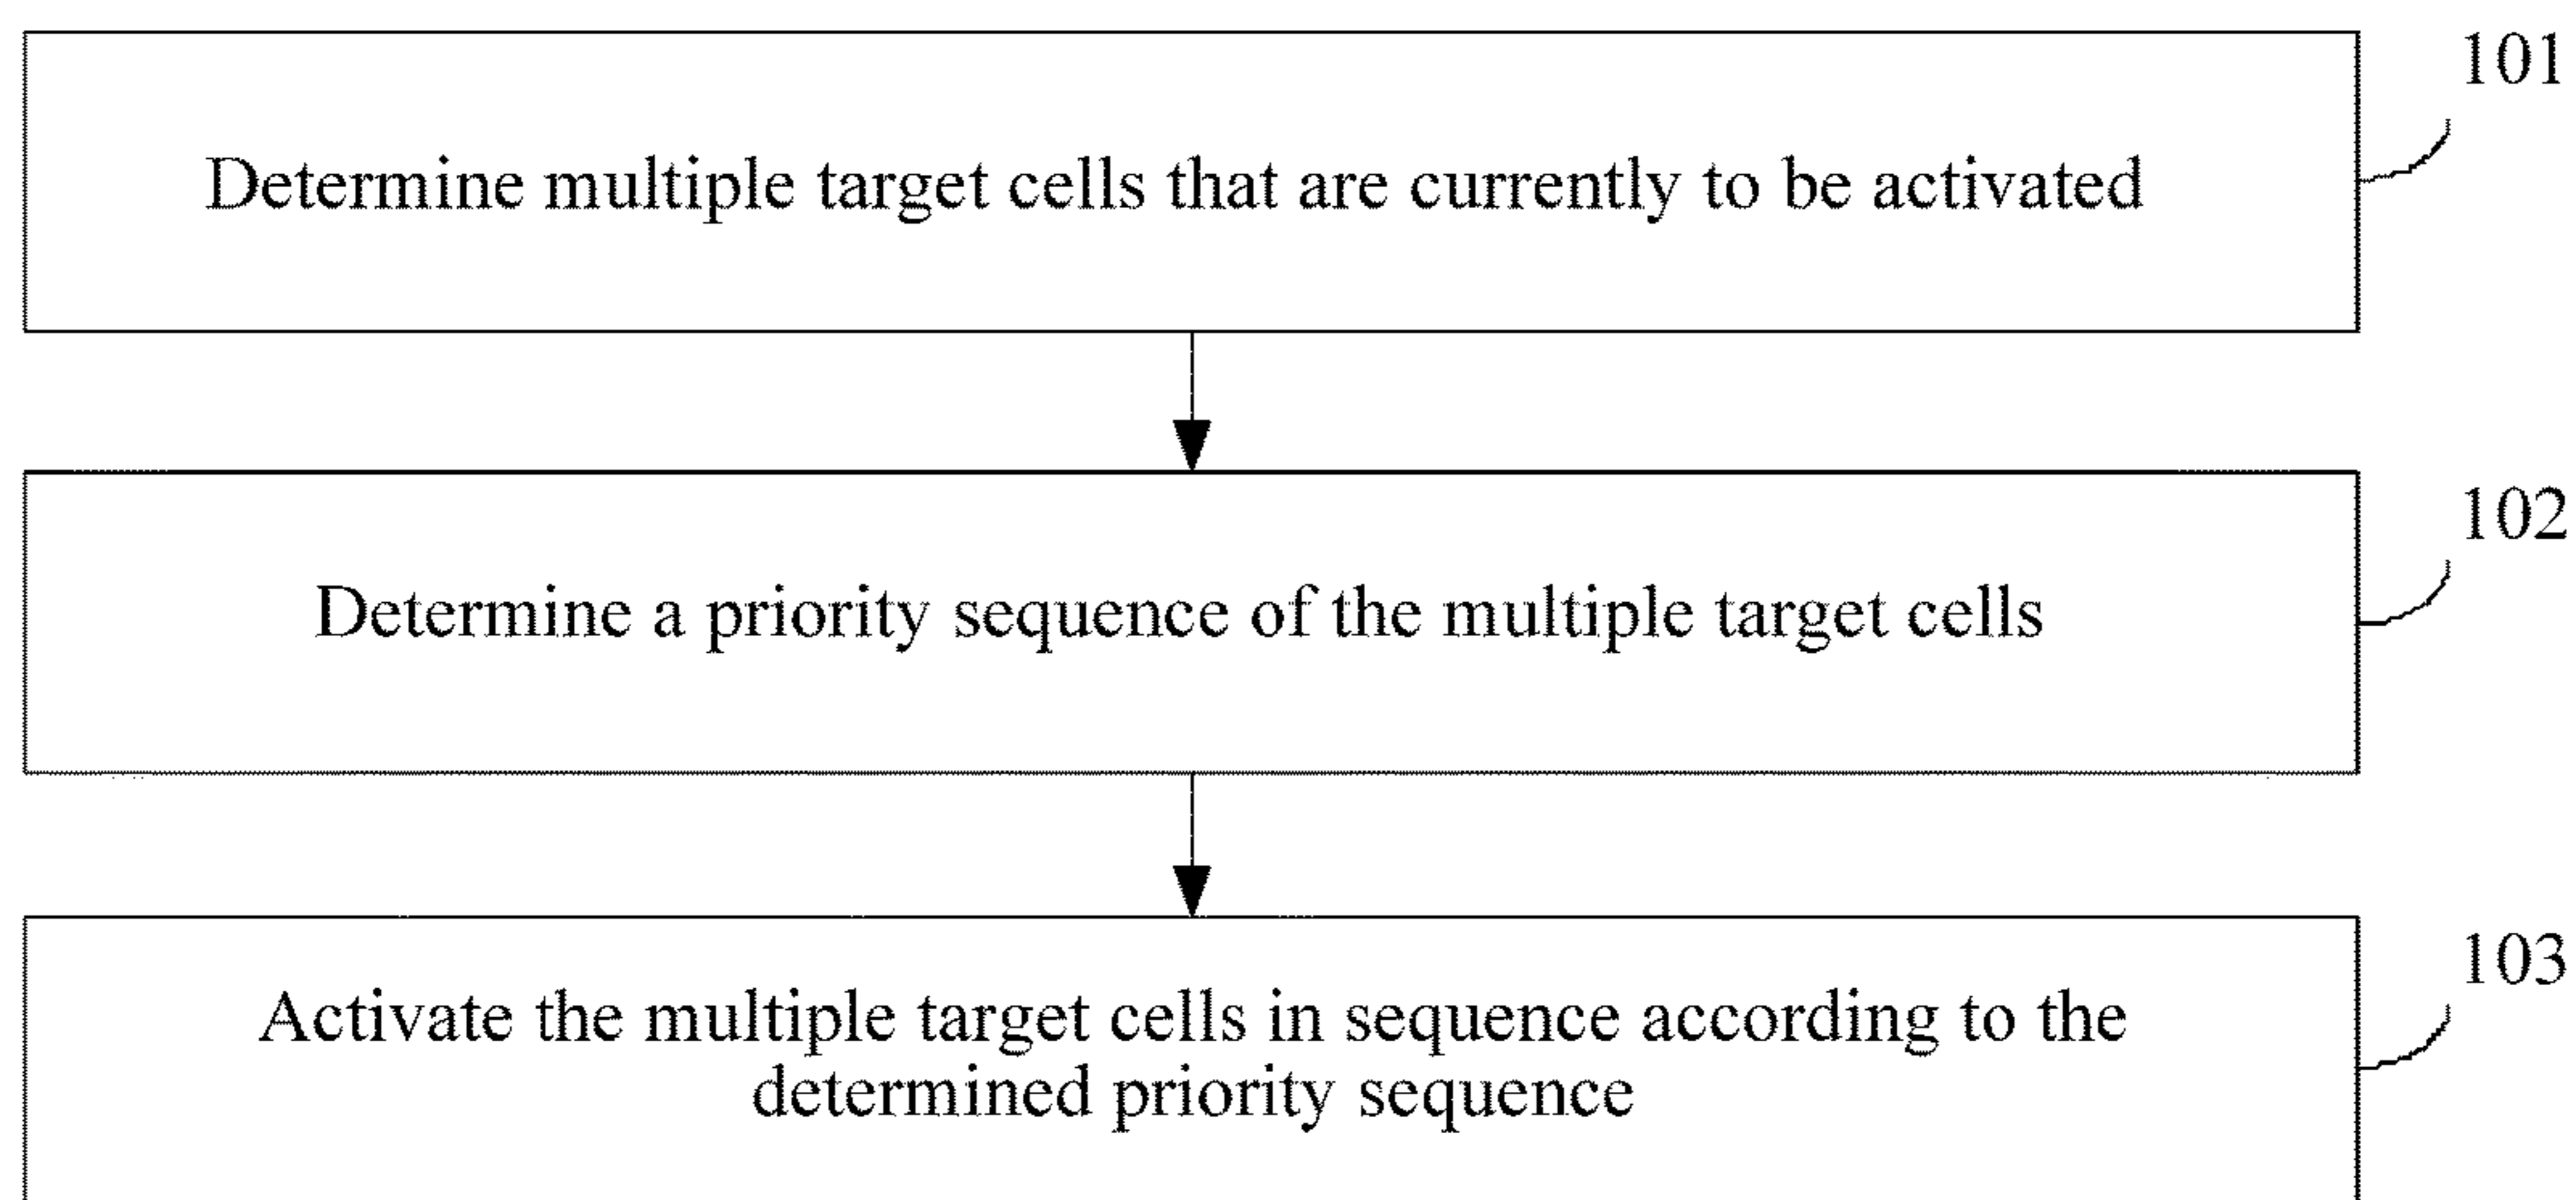 101
Determine multiple target cells that are currently to be activated
102
Determine a priority sequence of the multiple target cells
103
Activate the multiple target cells in sequence according to the
determined priority sequence